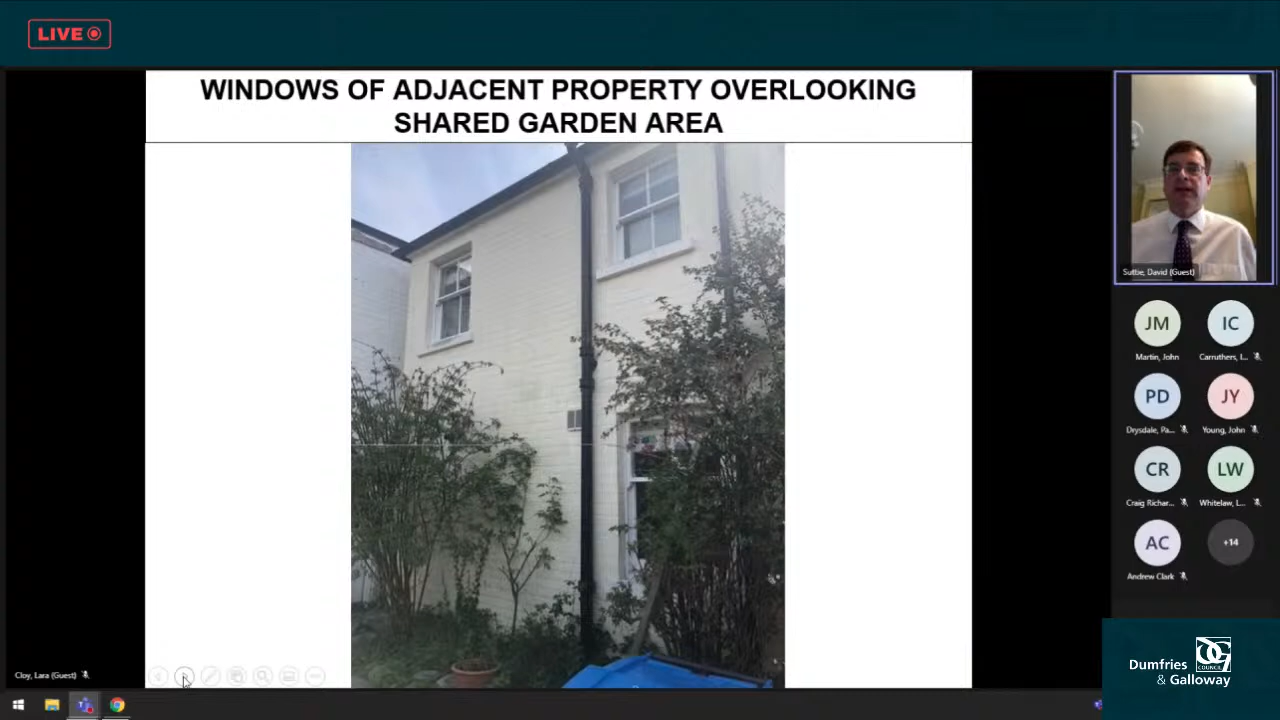 LIVE
WINDOWS OF ADJACENT PROPERTY OVERLOOKING
SHARED GARDEN AREA
Suttie, David (Guest)
JM
IC
Martin, John
Carruthers, I...
PD
JY
Drysdale, Pa...
Young, John
CR
LW
Craig Richar...
Whitelaw, L...
AC
+14
Andrew Clark
Cloy, Lara (Guest)
Dumfries
& Galloway
COUNCIL